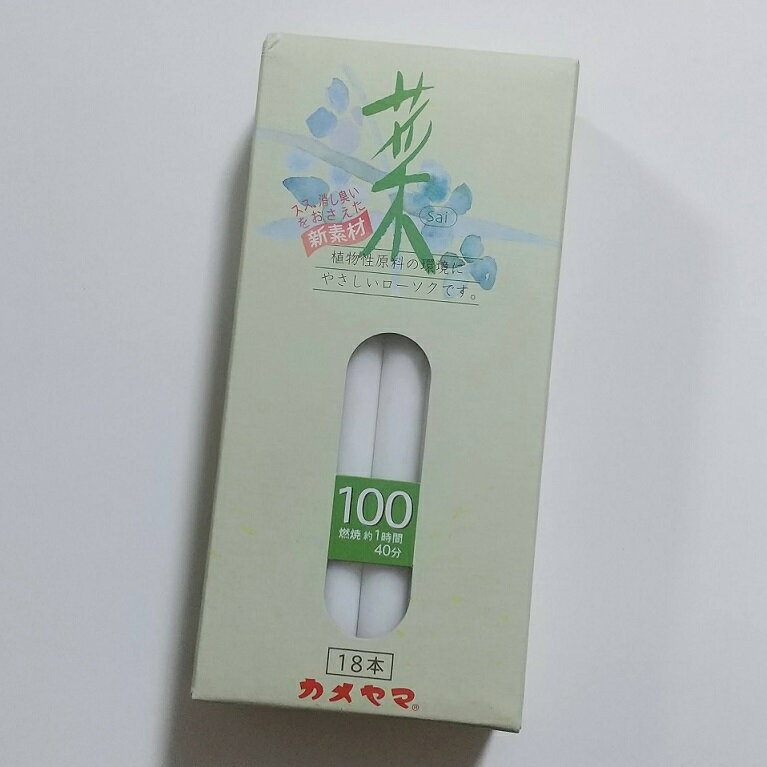 菜
sai
スス、消し臭い
をおさえた
新素材
植物性原料の環境に
やさしいローソクです。
100
燃焼 約1時間
40分
18本
カメヤマ®